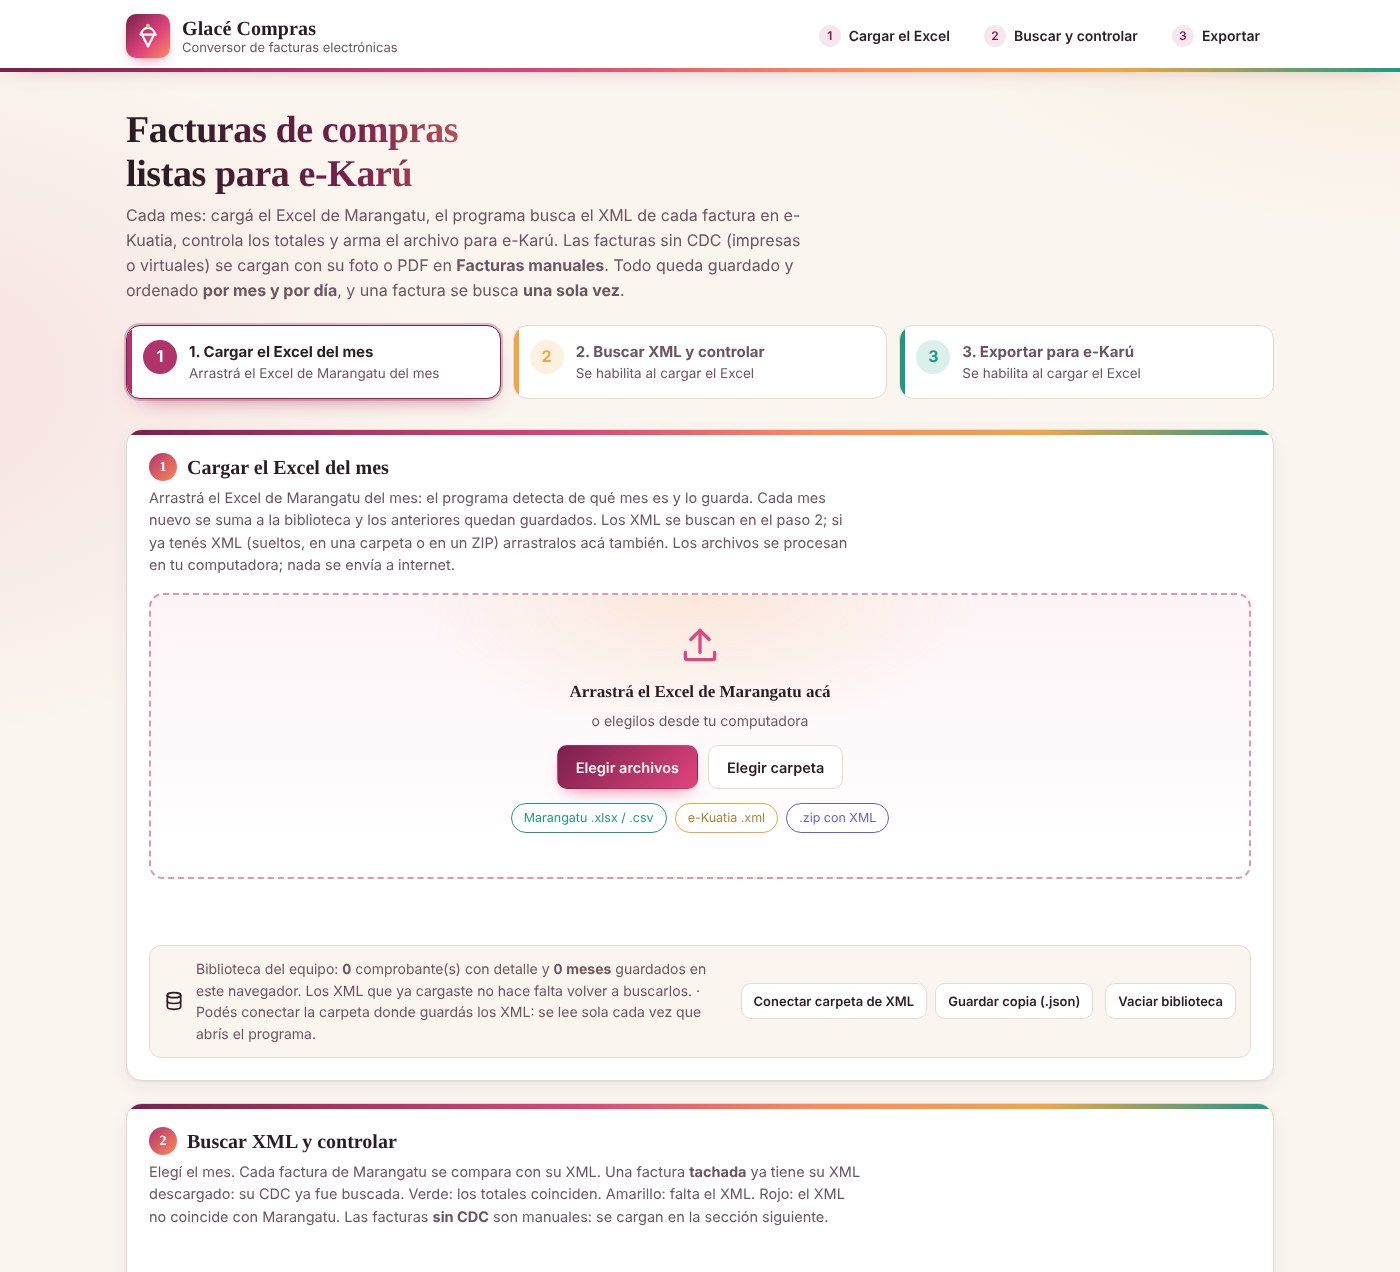 Glacé Compras
Conversor de facturas electrónicas
1 Cargar el Excel
2 Buscar y controlar
3 Exportar
Facturas de compras
listas para e-Karú
Cada mes: cargá el Excel de Marangatu, el programa busca el XML de cada factura en e-
Kuatia, controla los totales y arma el archivo para e-Karú. Las facturas sin CDC (impresas
o virtuales) se cargan con su foto o PDF en Facturas manuales. Todo queda guardado y
ordenado por mes y por día, y una factura se busca una sola vez.
1
1. Cargar el Excel del mes
Arrastrá el Excel de Marangatu del mes
2
2. Buscar XML y controlar
Se habilita al cargar el Excel
3
3. Exportar para e-Karú
Se habilita al cargar el Excel
1 Cargar el Excel del mes
Arrastrá el Excel de Marangatu del mes: el programa detecta de qué mes es y lo guarda. Cada mes
nuevo se suma a la biblioteca y los anteriores quedan guardados. Los XML se buscan en el paso 2; si
ya tenés XML (sueltos, en una carpeta o en un ZIP) arrastralos acá también. Los archivos se procesan
en tu computadora; nada se envía a internet.
Arrastrá el Excel de Marangatu acá
o elegilos desde tu computadora
Elegir archivos
Elegir carpeta
Marangatu .xlsx / .csv
e-Kuatia .xml
.zip con XML
Biblioteca del equipo: 0 comprobante(s) con detalle y 0 meses guardados en
este navegador. Los XML que ya cargaste no hace falta volver a buscarlos. ·
Podés conectar la carpeta donde guardás los XML: se lee sola cada vez que
abrís el programa.
Conectar carpeta de XML
Guardar copia (.json)
Vaciar biblioteca
2 Buscar XML y controlar
Elegí el mes. Cada factura de Marangatu se compara con su XML. Una factura tachada ya tiene su XML
descargado: su CDC ya fue buscada. Verde: los totales coinciden. Amarillo: falta el XML. Rojo: el XML
no coincide con Marangatu. Las facturas sin CDC son manuales: se cargan en la sección siguiente.